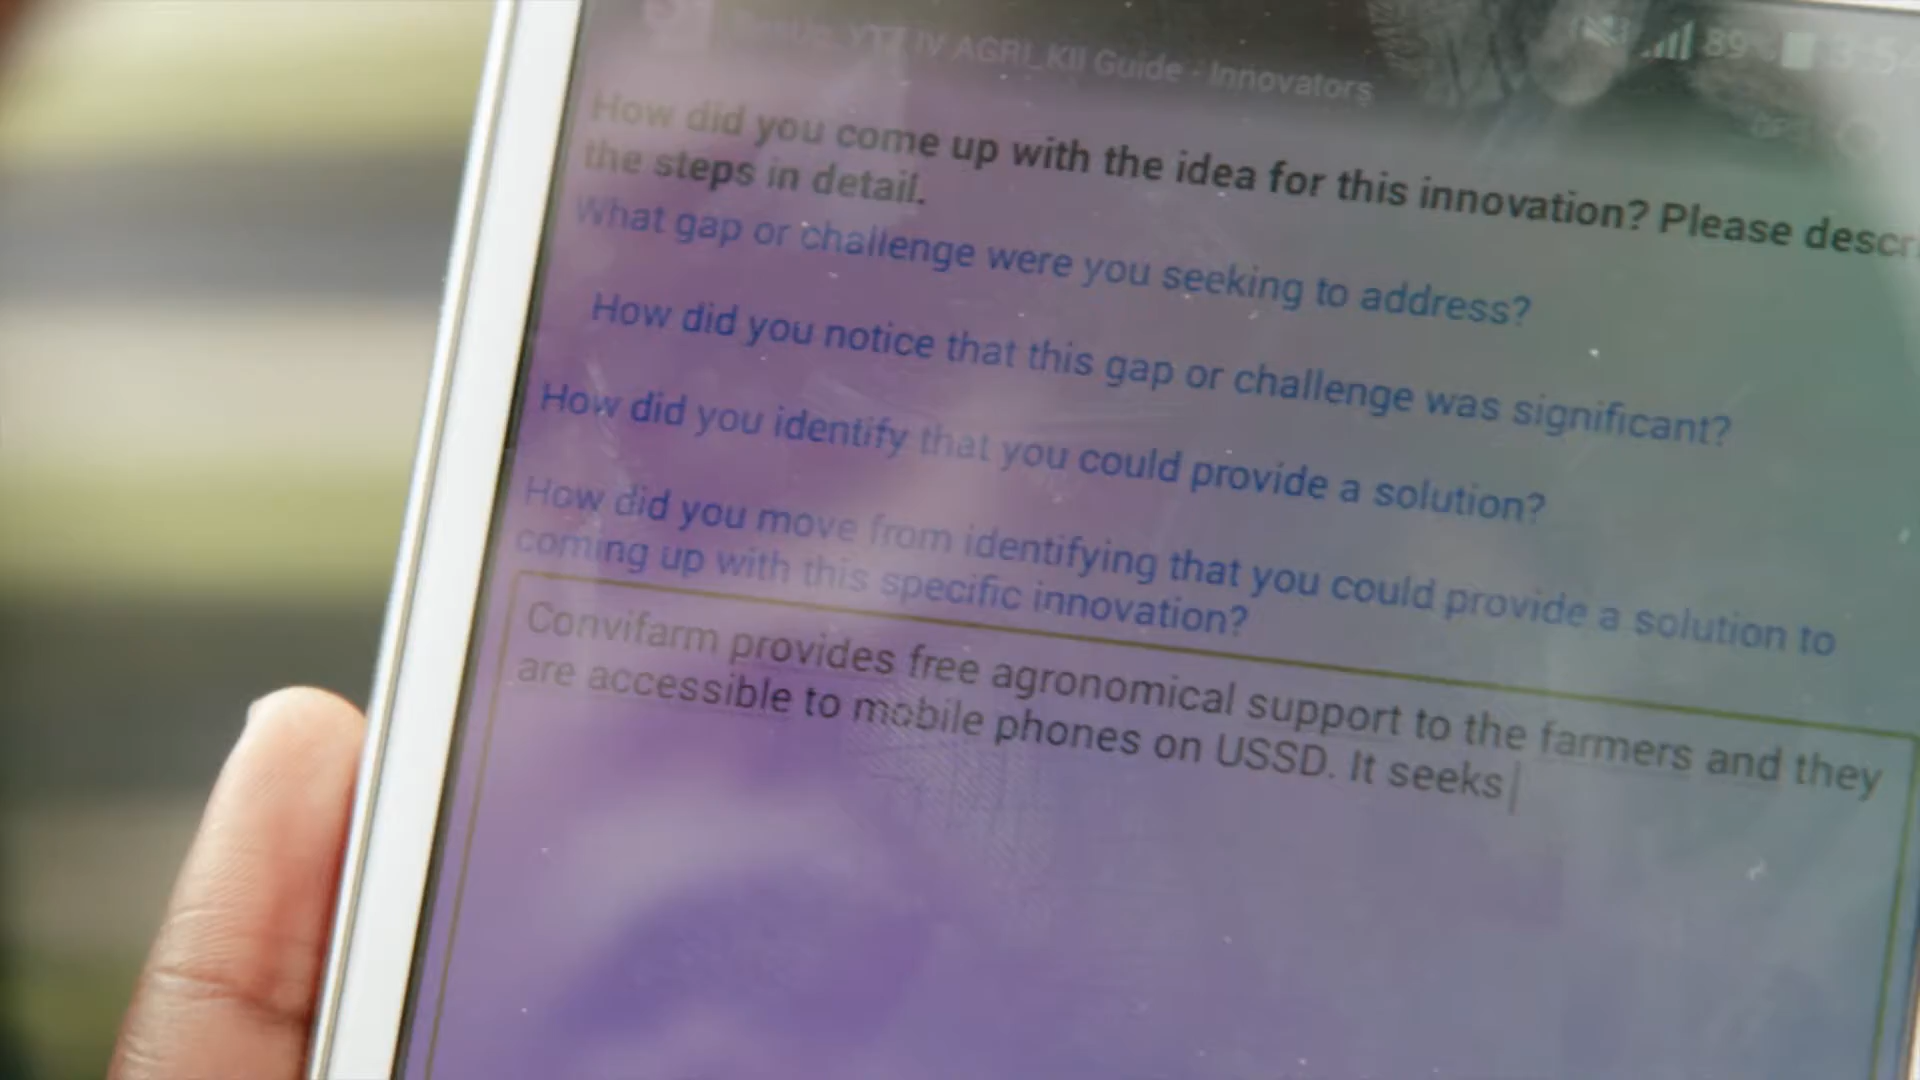 IV AGRI_KII Guide - Innovators
89
How did you come up with the idea for this innovation? Please descr
the steps in detail.
What gap or challenge were you seeking to address?
How did you notice that this gap or challenge was significant?
How did you identify that you could provide a solution?
How did you move from identifying that you could provide a solution to
coming up with this specific innovation?
Convifarm provides free agronomical support to the farmers and they
are accessible to mobile phones on USSD. It seeks